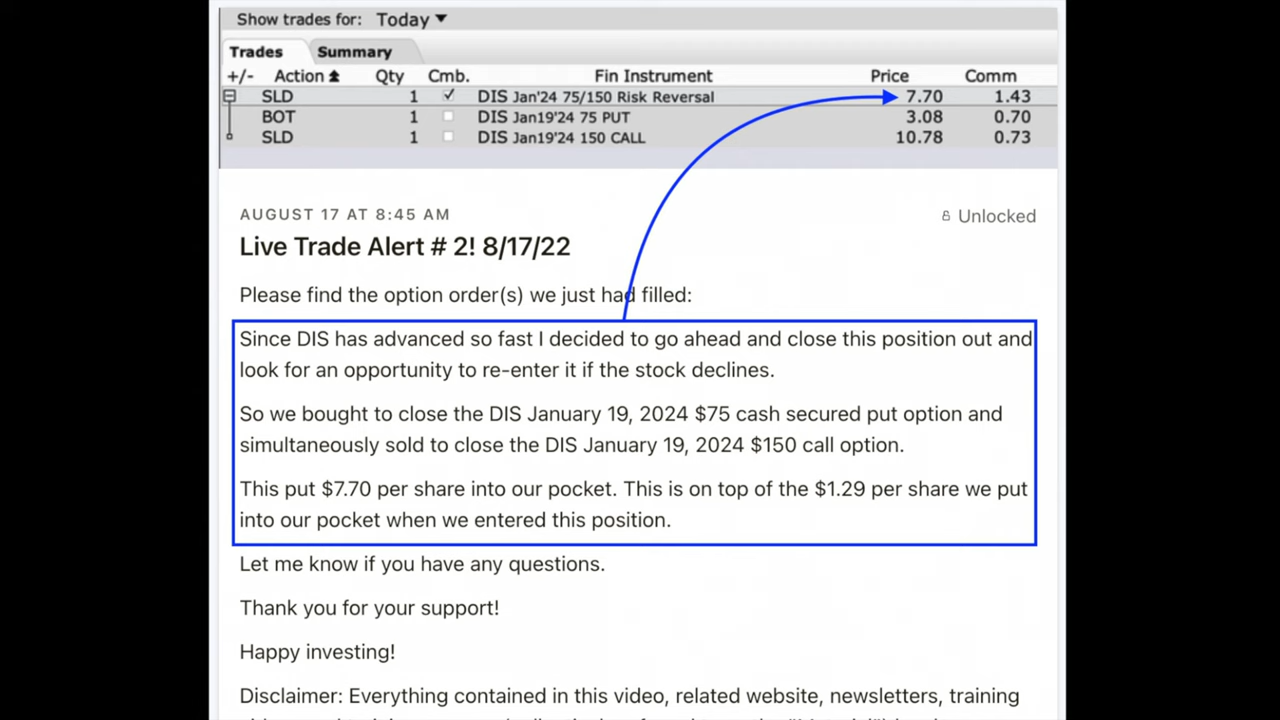 Show trades for: Today
Trades Summary
+/- Action Qty Cmb. Fin Instrument Price Comm
SLD 1 DIS Jan'24 75/150 Risk Reversal 7.70 1.43
BOT 1 DIS Jan19'24 75 PUT 3.08 0.70
SLD 1 DIS Jan19'24 150 CALL 10.78 0.73
AUGUST 17 AT 8:45 AM Unlocked
Live Trade Alert # 2! 8/17/22
Please find the option order(s) we just had filled:
Since DIS has advanced so fast I decided to go ahead and close this position out and
look for an opportunity to re-enter it if the stock declines.
So we bought to close the DIS January 19, 2024 $75 cash secured put option and
simultaneously sold to close the DIS January 19, 2024 $150 call option.
This put $7.70 per share into our pocket. This is on top of the $1.29 per share we put
into our pocket when we entered this position.
Let me know if you have any questions.
Thank you for your support!
Happy investing!
Disclaimer: Everything contained in this video, related website, newsletters, training